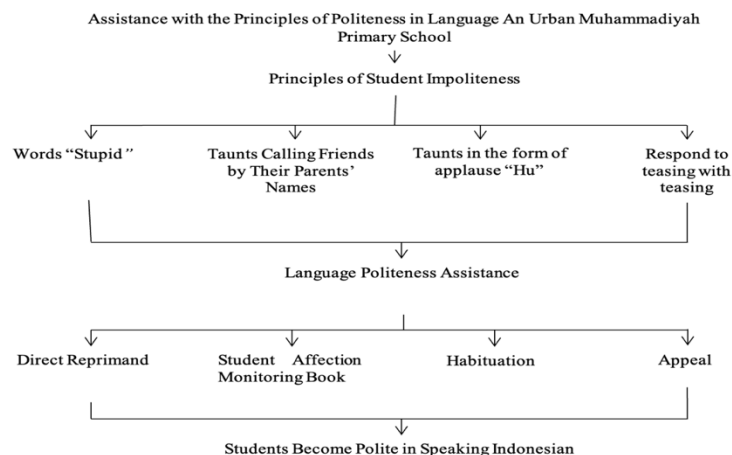 Assistance with the Principles of Politeness in Language An Urban Muhammadiyah
Primary School
Principles of Student Impoliteness
Words “Stupid”
Taunts Calling Friends
by Their Parents’
Names
Taunts in the form of
applause “Hu”
Respond to
teasing with
teasing
Language Politeness Assistance
Direct Reprimand
Student Affection
Monitoring Book
Habituation
Appeal
Students Become Polite in Speaking Indonesian